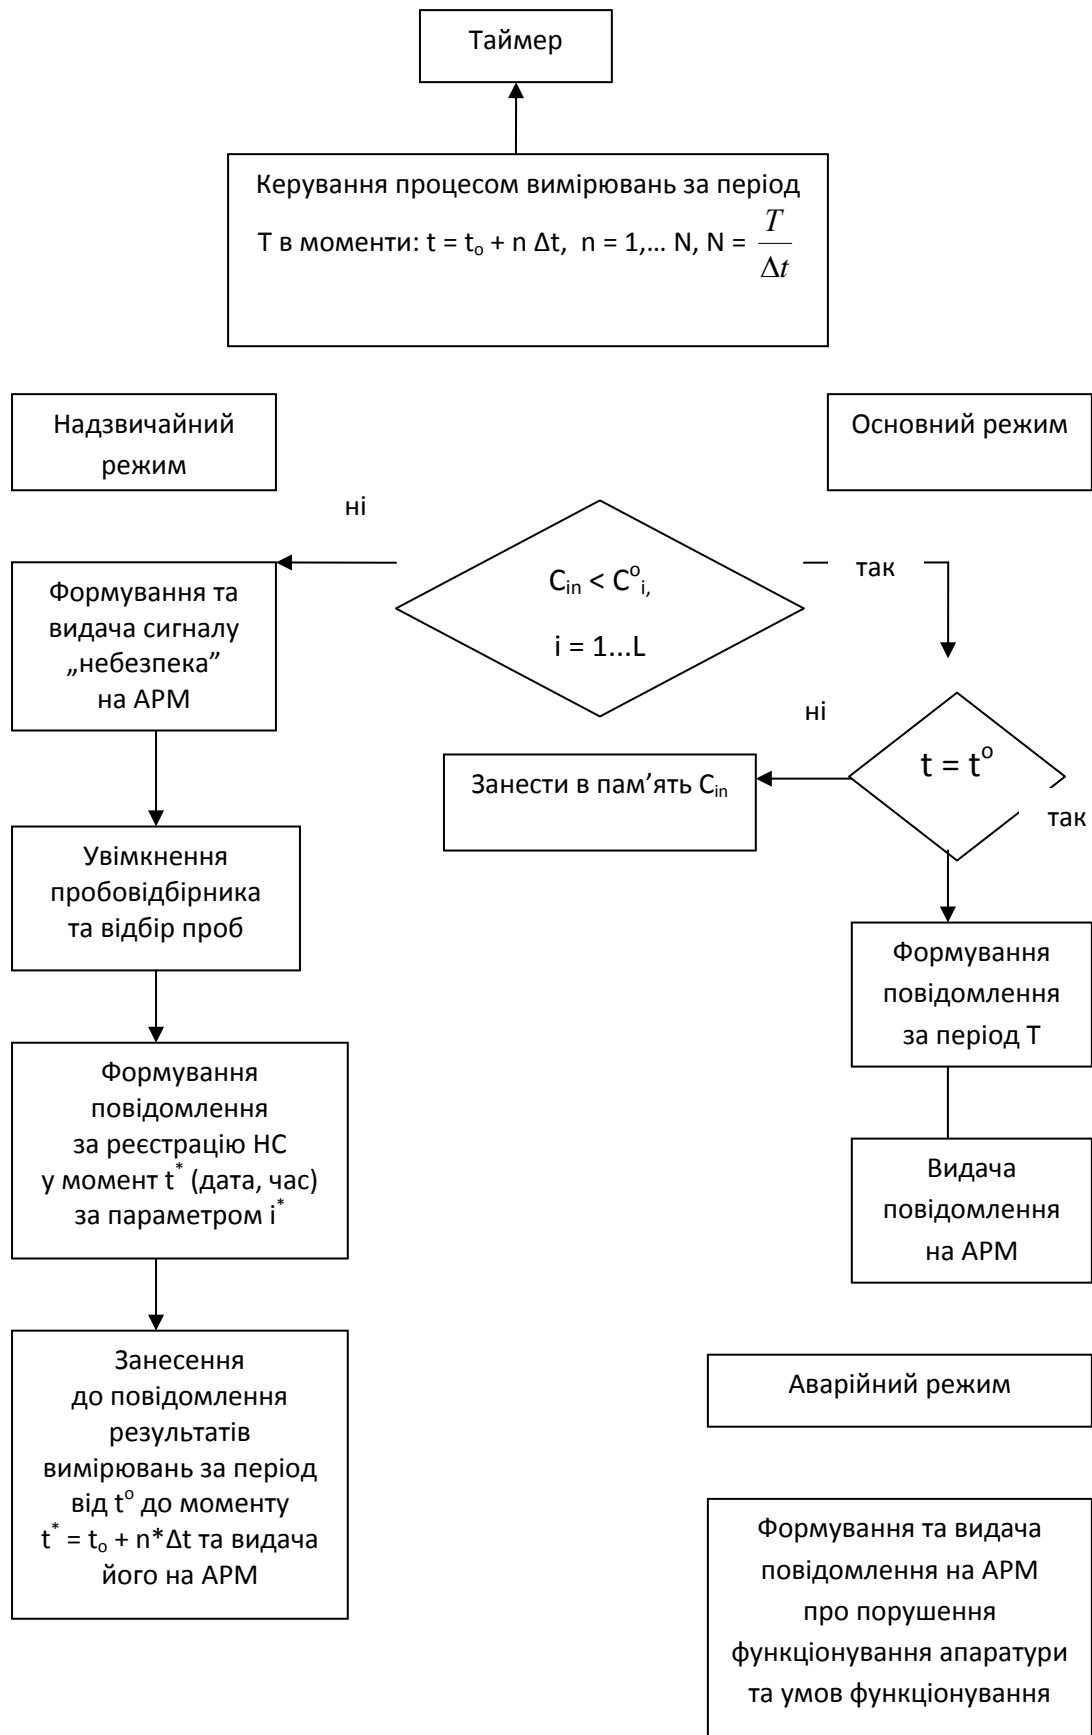 Таймер
Керування процесом вимірювань за період
Т в моменти: t = tₒ + n Δt, n = 1,… N, N = T/Δt
Надзвичайний
режим
Основний режим
ні
C_in < C^o_i,
i = 1...L
так
Формування та
видача сигналу
„небезпека”
на АРМ
ні
t = t^o
так
Занести в пам’ять C_in
Увімкнення
пробовідбірника
та відбір проб
Формування
повідомлення
за період Т
Формування
повідомлення
за реєстрацію НС
у момент t^* (дата, час)
за параметром i^*
Видача
повідомлення
на АРМ
Занесення
до повідомлення
результатів
вимірювань за період
від t^o до моменту
t^* = tₒ + n*Δt та видача
його на АРМ
Аварійний режим
Формування та видача
повідомлення на АРМ
про порушення
функціонування апаратури
та умов функціонування